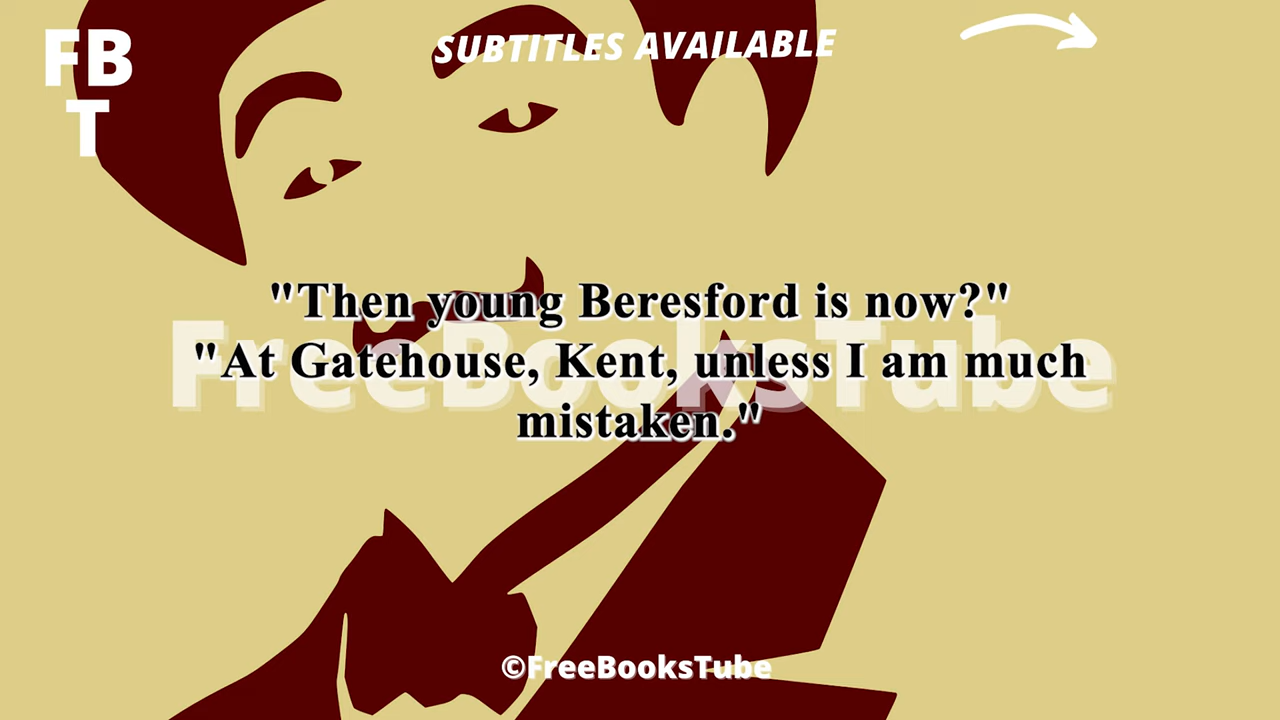 FB
T
SUBTITLES AVAILABLE
"Then young Beresford is now?"
FreeBooksTube
"At Gatehouse, Kent, unless I am much
mistaken."
©FreeBooksTube